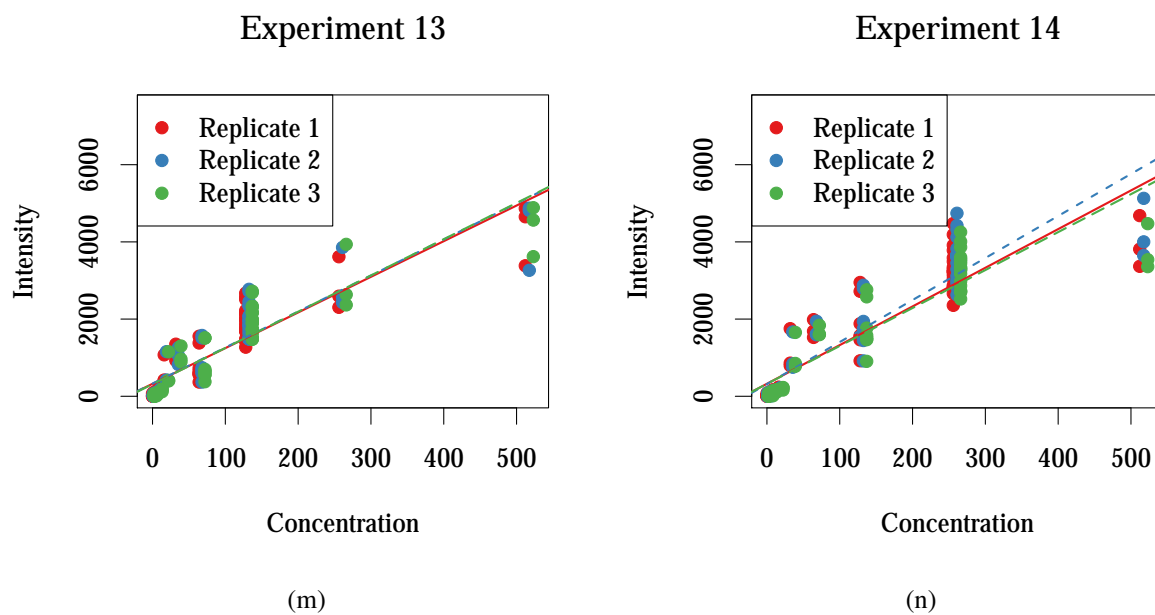 Experiment 13
Replicate 1
Replicate 2
Replicate 3
Intensity
6000
4000
2000
0
0 100 200 300 400 500
Concentration
(m)
Experiment 14
Replicate 1
Replicate 2
Replicate 3
Intensity
6000
4000
2000
0
0 100 200 300 400 500
Concentration
(n)